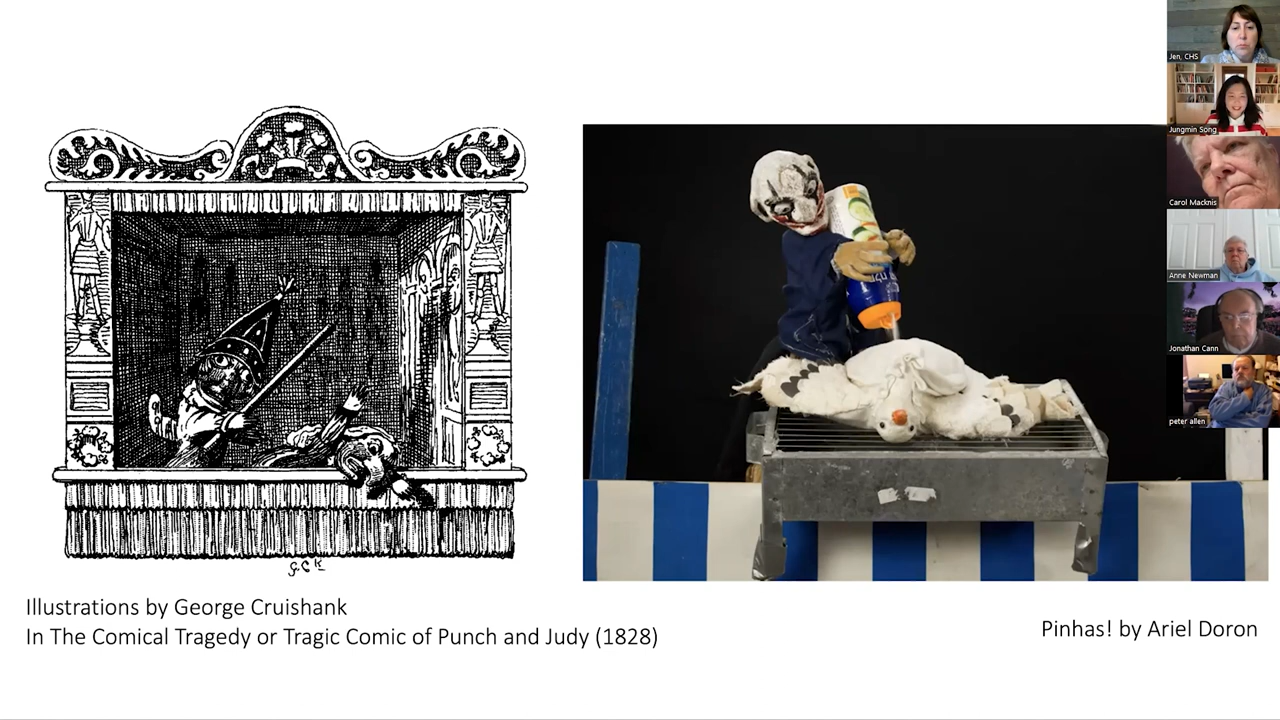 Jen, CHS
Jungmin Song
Carol Macknis
Anne Newman
Jonathan Cann
peter allen
G.C.K
Illustrations by George Cruishank
In The Comical Tragedy or Tragic Comic of Punch and Judy (1828)
Pinhas! by Ariel Doron